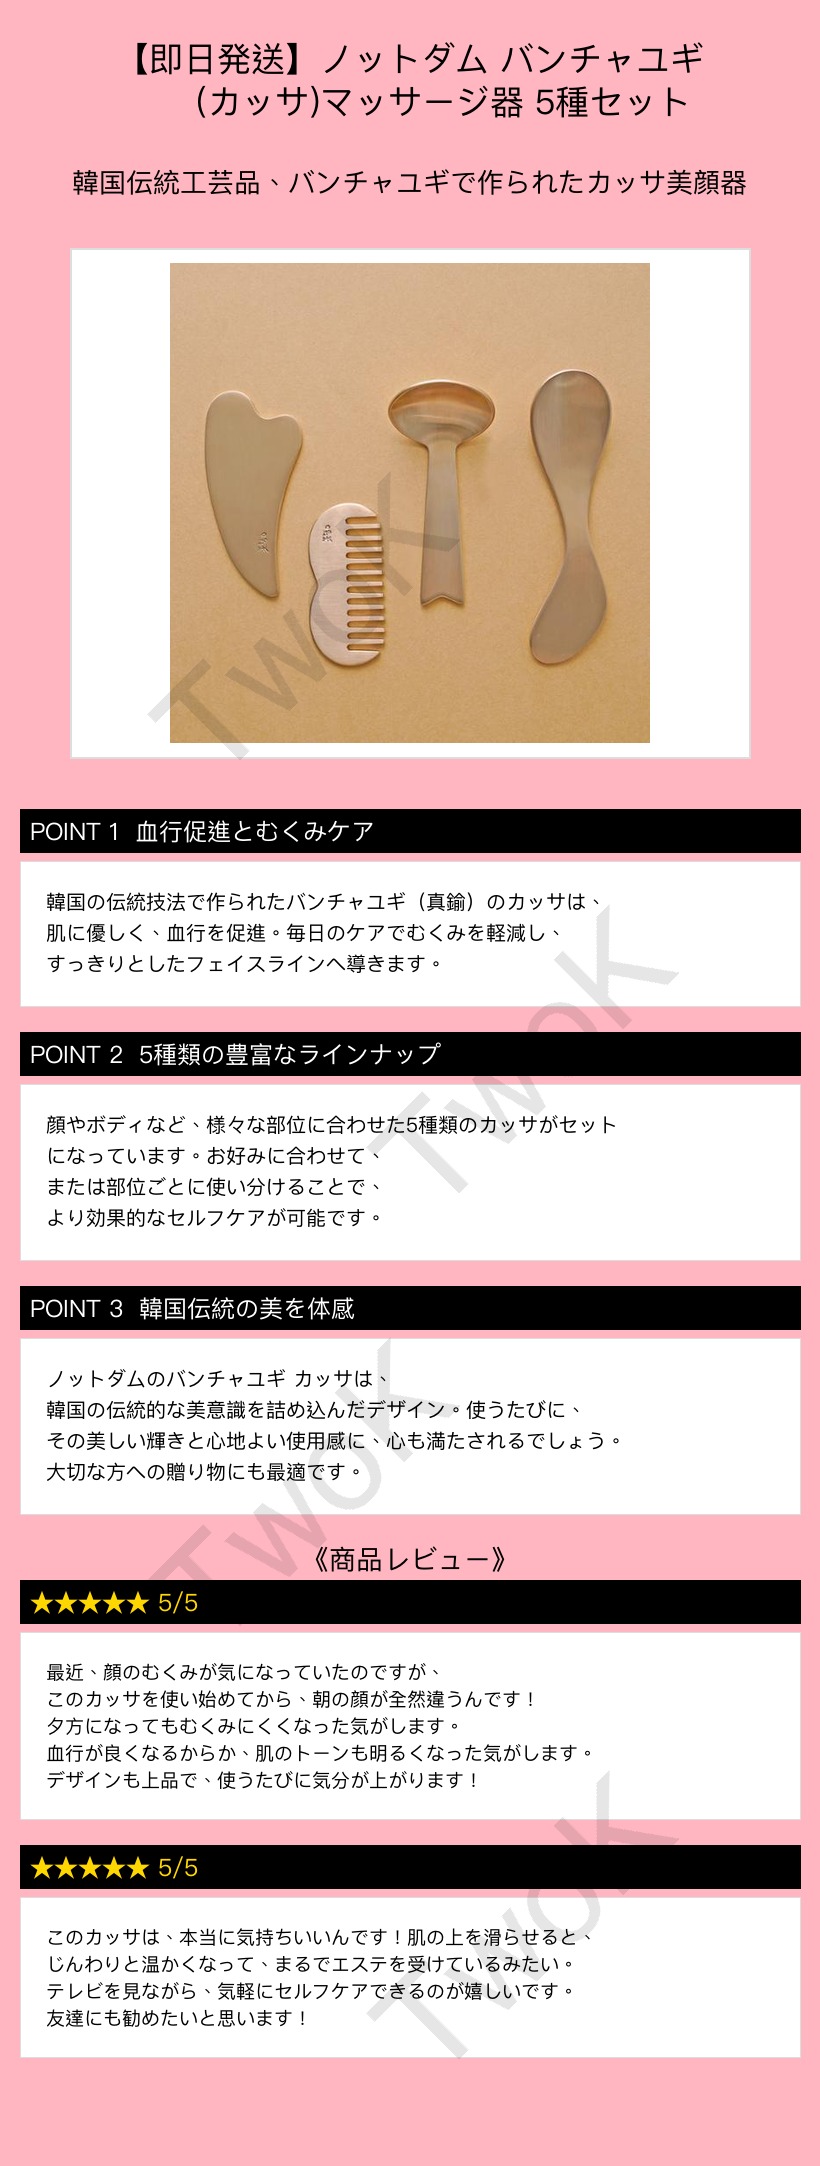 【即日発送】ノットダム バンチャユギ
(カッサ)マッサージ器 5種セット
韓国伝統工芸品、バンチャユギで作られたカッサ美顔器
POINT 1 血行促進とむくみケア
韓国の伝統技法で作られたバンチャユギ（真鍮）のカッサは、
肌に優しく、血行を促進。毎日のケアでむくみを軽減し、
すっきりとしたフェイスラインへ導きます。
POINT 2 5種類の豊富なラインナップ
顔やボディなど、様々な部位に合わせた5種類のカッサがセット
になっています。お好みに合わせて、
または部位ごとに使い分けることで、
より効果的なセルフケアが可能です。
POINT 3 韓国伝統の美を体感
ノットダムのバンチャユギ カッサは、
韓国の伝統的な美意識を詰め込んだデザイン。使うたびに、
その美しい輝きと心地よい使用感に、心も満たされるでしょう。
大切な方への贈り物にも最適です。
《商品レビュー》
★★★★★ 5/5
最近、顔のむくみが気になっていたのですが、
このカッサを使い始めてから、朝の顔が全然違うんです！
夕方になってもむくみにくくなった気がします。
血行が良くなるからか、肌のトーンも明るくなった気がします。
デザインも上品で、使うたびに気分が上がります！
★★★★★ 5/5
このカッサは、本当に気持ちいいんです！肌の上を滑らせると、
じんわりと温かくなって、まるでエステを受けているみたい。
テレビを見ながら、気軽にセルフケアできるのが嬉しいです。
友達にも勧めたいと思います！
TwoK
TwoK
TwoK
TwoK